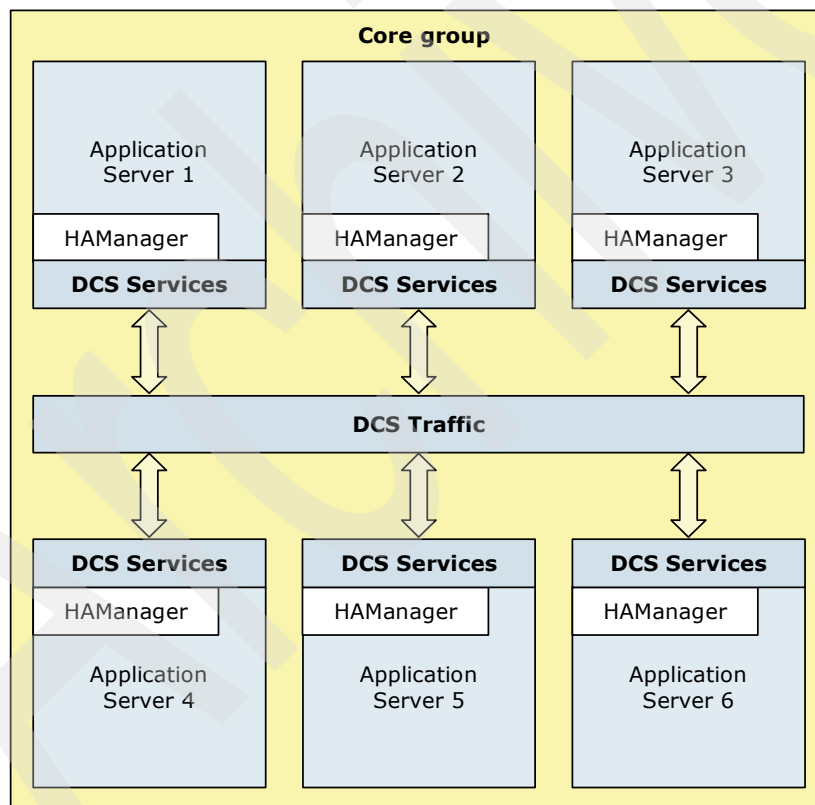 Core group
Application
Server 1
Application
Server 2
Application
Server 3
HAManager
HAManager
HAManager
DCS Services
DCS Services
DCS Services
DCS Traffic
DCS Services
DCS Services
DCS Services
HAManager
HAManager
HAManager
Application
Server 4
Application
Server 5
Application
Server 6